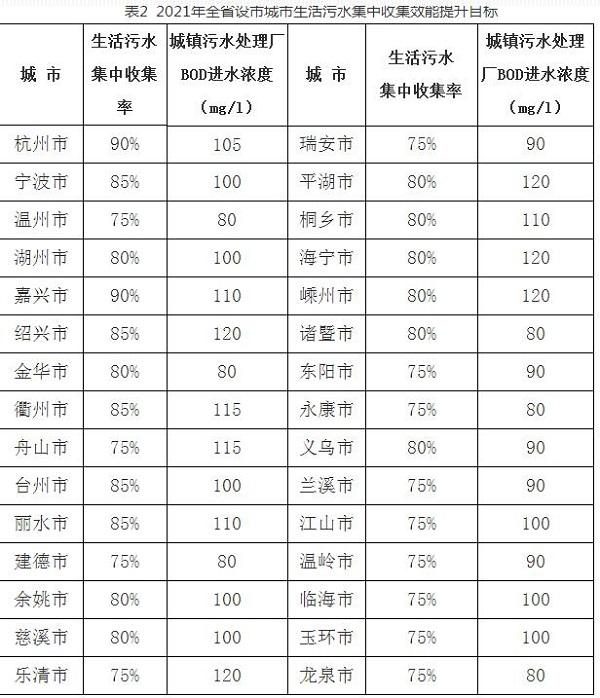 表2 2021年全省设市城市生活污水集中收集效能提升目标
城 市 生活污水集中收集率 城镇污水处理厂BOD进水浓度（mg/l） 城 市 生活污水集中收集率 城镇污水处理厂BOD进水浓度（mg/l）
杭州市 90% 105 瑞安市 75% 90
宁波市 85% 100 平湖市 80% 120
温州市 75% 80 桐乡市 80% 110
湖州市 80% 100 海宁市 80% 120
嘉兴市 90% 110 嵊州市 80% 120
绍兴市 85% 120 诸暨市 80% 80
金华市 80% 80 东阳市 75% 90
衢州市 85% 115 永康市 75% 80
舟山市 75% 115 义乌市 80% 90
台州市 85% 100 兰溪市 75% 90
丽水市 85% 110 江山市 75% 100
建德市 75% 80 温岭市 75% 90
余姚市 80% 100 临海市 75% 100
慈溪市 80% 100 玉环市 75% 100
乐清市 75% 120 龙泉市 75% 80